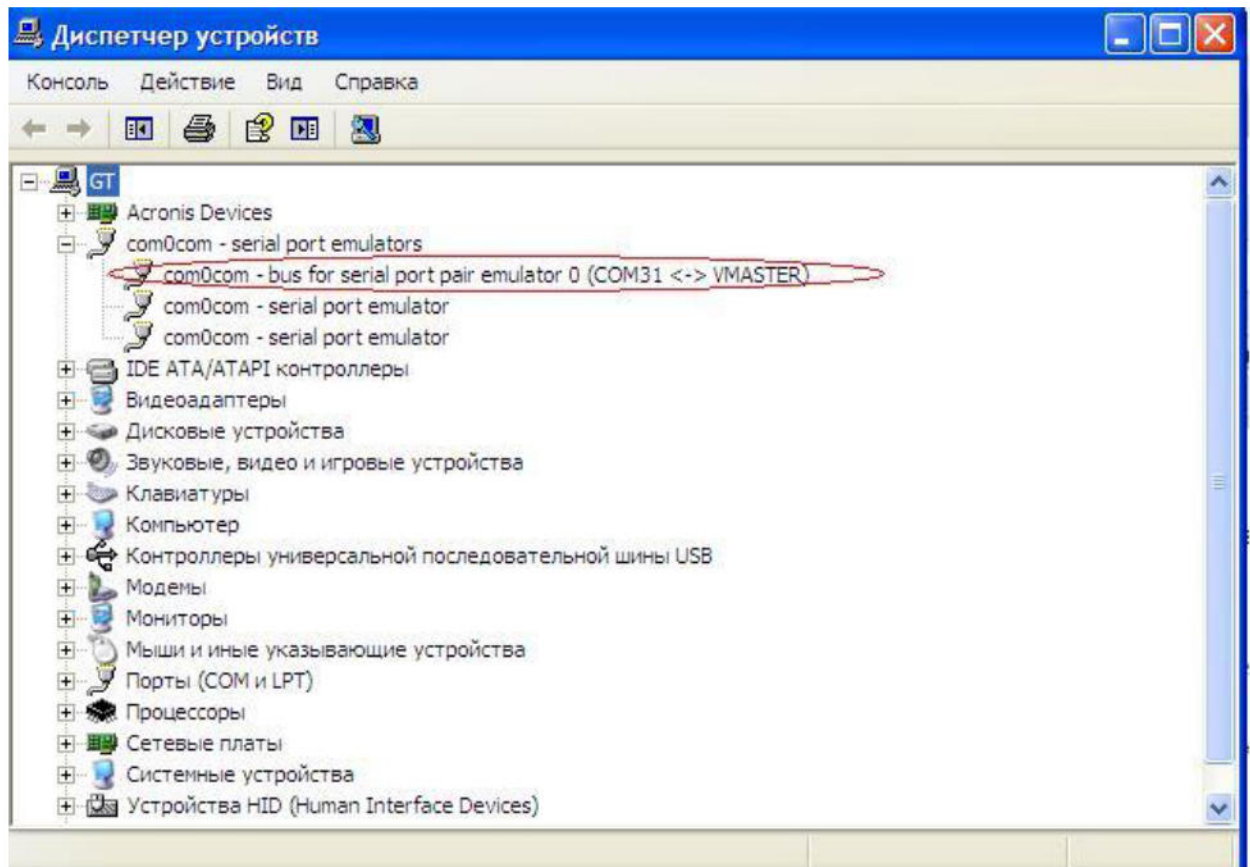 Диспетчер устройств
Консоль Действие Вид Справка
GT
Acronis Devices
com0com - serial port emulators
com0com - bus for serial port pair emulator 0 (COM31 <-> VMASTER)
com0com - serial port emulator
com0com - serial port emulator
IDE ATA/ATAPI контроллеры
Видеоадаптеры
Дисковые устройства
Звуковые, видео и игровые устройства
Клавиатуры
Компьютер
Контроллеры универсальной последовательной шины USB
Модемы
Мониторы
Мыши и иные указывающие устройства
Порты (COM и LPT)
Процессоры
Сетевые платы
Системные устройства
Устройства HID (Human Interface Devices)